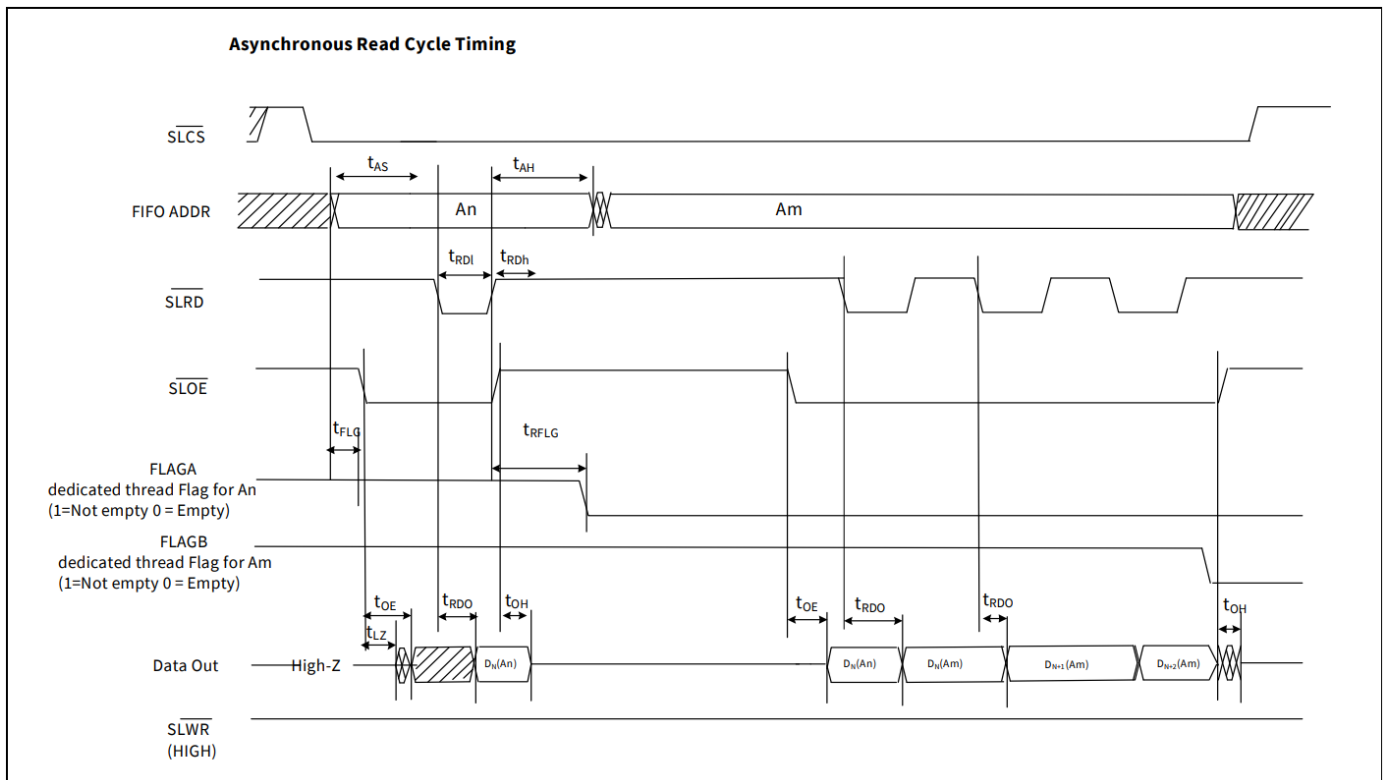 Asynchronous Read Cycle Timing
SLCS
tAS
tAH
FIFO ADDR
An
Am
tRDl
tRDh
SLRD
SLOE
tFLG
tRFLG
FLAGA
dedicated thread Flag for An
(1=Not empty 0 = Empty)
FLAGB
dedicated thread Flag for Am
(1=Not empty 0 = Empty)
tOE
tRDO
tOH
tOE
tRDO
tRDO
tOH
tLZ
Data Out
High-Z
DN(An)
DN(An)
DN(Am)
DN+1(Am)
DN+2(Am)
SLWR
(HIGH)